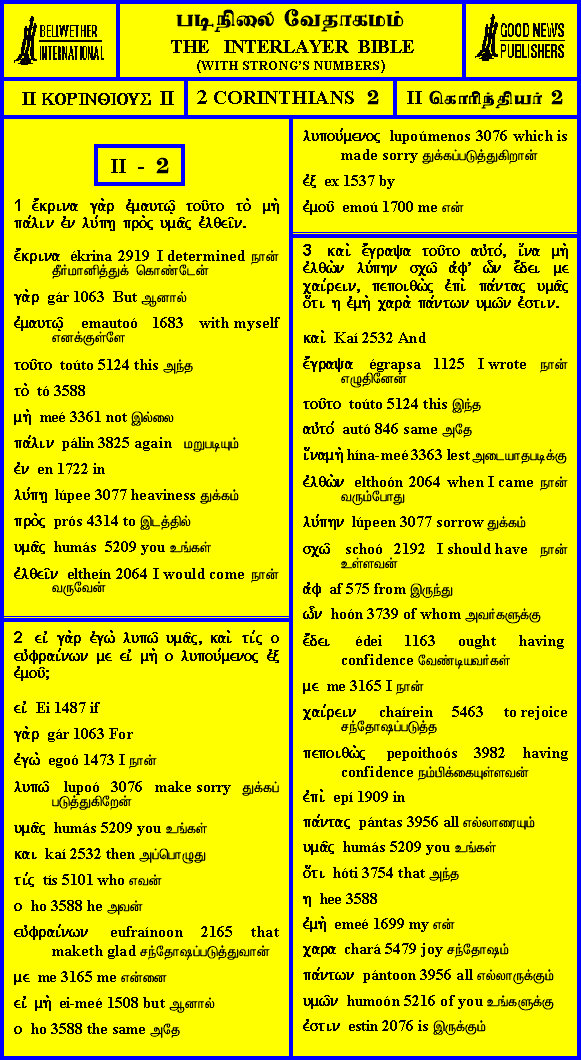 BELLWETHER
INTERNATIONAL
படிநிலை வேதாகமம்
THE INTERLAYER BIBLE
(WITH STRONG'S NUMBERS)
GOOD NEWS
PUBLISHERS
II ΚΟΡΙΝΘΙΟΥΣ II
2 CORINTHIANS 2
II கொரிந்தியர் 2
II - 2
1 ἔκρινα γὰρ ἐμαυτῷ τοῦτο τὸ μὴ
πάλιν ἐν λύπῃ πρὸς υμᾶς ἐλθεῖν.
ἔκρινα ékrina 2919 I determined நான்
தீர்மானித்துக் கொண்டேன்
γὰρ gár 1063 But ஆனால்
ἐμαυτῷ emautoó 1683 with myself
எனக்குள்ளே
τοῦτο toúto 5124 this அந்த
τὸ tó 3588
μὴ meé 3361 not இல்லை
πάλιν pálin 3825 again மறுபடியும்
ἐν en 1722 in
λύπῃ lúpee 3077 heaviness துக்கம்
πρὸς prós 4314 to இடத்தில்
υμᾶς humás 5209 you உங்கள்
ἐλθεῖν eltheín 2064 I would come நான்
வருவேன்
2 εἰ γὰρ ἐγὼ λυπῶ υμᾶς, καὶ τίς ο
εὐφραίνων με εἰ μὴ ο λυπούμενος ἐξ
ἐμοῦ;
εἰ Ei 1487 if
γὰρ gár 1063 For
ἐγὼ egoó 1473 I நான்
λυπῶ lupoó 3076 make sorry துக்கப்
படுத்துகிறேன்
υμᾶς humás 5209 you உங்கள்
και kaí 2532 then அப்பொழுது
τίς tís 5101 who எவன்
ο ho 3588 he அவன்
εὐφραίνων eufraínoon 2165 that
maketh glad சந்தோஷப்படுத்துவான்
με me 3165 me என்னை
εἰ μὴ ei-meé 1508 but ஆனால்
ο ho 3588 the same அதே
λυπούμενος lupoúmenos 3076 which is
made sorry துக்கப்படுத்துகிறான்
ἐξ ex 1537 by
ἐμοῦ emoú 1700 me என்
3 καὶ ἔγραψα τοῦτο αὐτό, ἵνα μὴ
ἐλθὼν λύπην σχῶ ἀφ' ὧν ἔδει με
χαίρειν, πεποιθὼς ἐπὶ πάντας υμᾶς
ὅτι η ἐμὴ χαρὰ πάντων υμῶν ἐστιν.
καὶ Kaí 2532 And
ἔγραψα égrapsa 1125 I wrote நான்
எழுதினேன்
τοῦτο toúto 5124 this இந்த
αὐτό autó 846 same அதே
ἵναμὴ hína-meé 3363 lest அடையாதபடிக்கு
ἐλθὼν elthoón 2064 when I came நான்
வரும்போது
λύπην lúpeen 3077 sorrow துக்கம்
σχῶ schoó 2192 I should have நான்
உள்ளவன்
ἀφ af 575 from இருந்து
ὧν hoón 3739 of whom அவர்களுக்கு
ἔδει édei 1163 ought having
confidence வேண்டியவர்கள்
με me 3165 I நான்
χαίρειν chaírein 5463 to rejoice
சந்தோஷப்படுத்த
πεποιθὼς pepoithoós 3982 having
confidence நம்பிக்கையுள்ளவன்
ἐπὶ epí 1909 in
πάντας pántas 3956 all எல்லாரையும்
υμᾶς humás 5209 you உங்கள்
ὅτι hóti 3754 that அந்த
η hee 3588
ἐμὴ emeé 1699 my என்
χαρα chará 5479 joy சந்தோஷம்
πάντων pántoon 3956 all எல்லாருக்கும்
υμῶν humoón 5216 of you உங்களுக்கு
ἐστιν estin 2076 is இருக்கும்